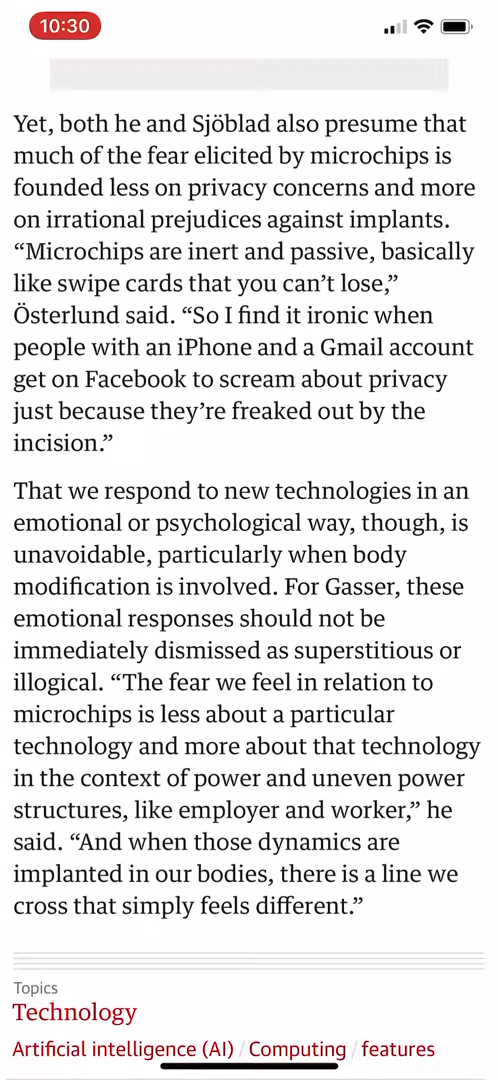 10:30
Yet, both he and Sjöblad also presume that
much of the fear elicited by microchips is
founded less on privacy concerns and more
on irrational prejudices against implants.
“Microchips are inert and passive, basically
like swipe cards that you can’t lose,”
Österlund said. “So I find it ironic when
people with an iPhone and a Gmail account
get on Facebook to scream about privacy
just because they’re freaked out by the
incision.”
That we respond to new technologies in an
emotional or psychological way, though, is
unavoidable, particularly when body
modification is involved. For Gasser, these
emotional responses should not be
immediately dismissed as superstitious or
illogical. “The fear we feel in relation to
microchips is less about a particular
technology and more about that technology
in the context of power and uneven power
structures, like employer and worker,” he
said. “And when those dynamics are
implanted in our bodies, there is a line we
cross that simply feels different.”
Topics
Technology
Artificial intelligence (AI) / Computing / features